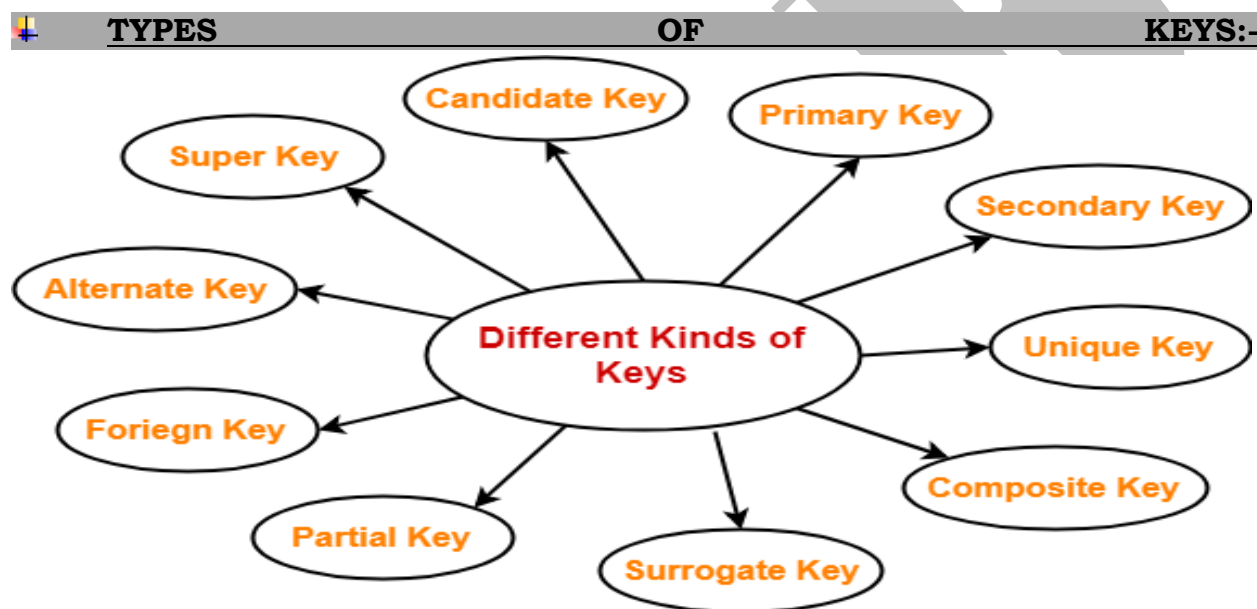 TYPES OF KEYS:-
Candidate Key
Primary Key
Super Key
Secondary Key
Alternate Key
Different Kinds of
Keys
Unique Key
Foriegn Key
Composite Key
Partial Key
Surrogate Key